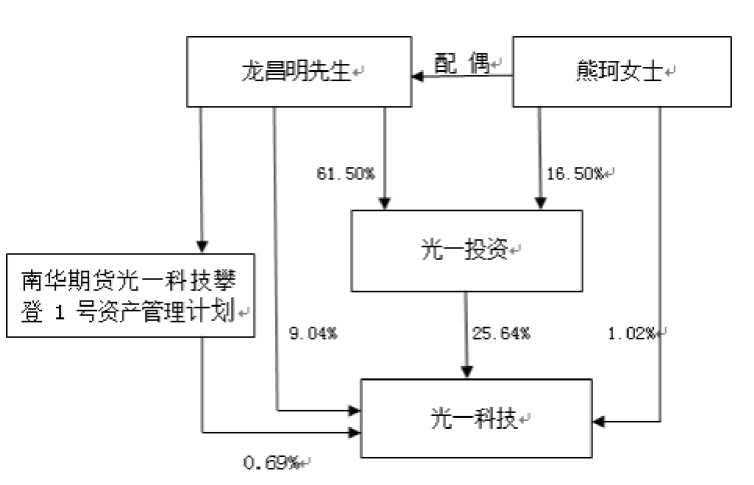 龙昌明先生
配 偶
熊珂女士
61.50%
16.50%
光一投资
南华期货光一科技攀
登 1 号资产管理计划
9.04%
25.64%
1.02%
光一科技
0.69%